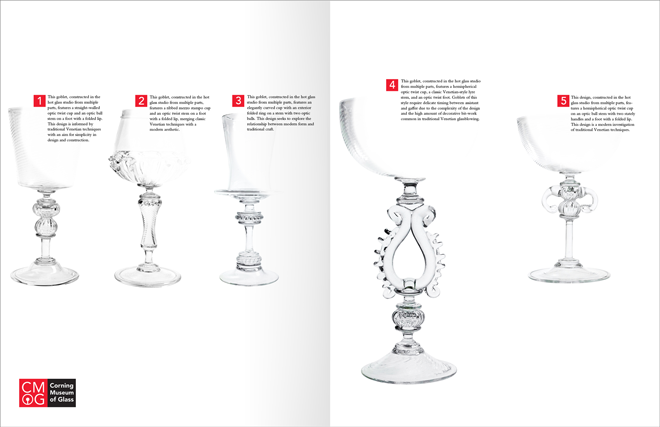 1
This goblet, constructed in the
hot glass studio from multiple
parts, features a straight-walled
optic twist cup and an optic ball
stem on a foot with a folded lip.
This design is informed by
traditional Venetian techniques
with an aim for simplicity in
design and construction.
2
This goblet, constructed in the hot
glass studio from multiple parts,
features a ribbed merese stampo cup
and an optic twist stem on a foot
with a folded lip, merging classic
Venetian techniques with a
modern aesthetic.
3
This goblet, constructed in the hot glass
studio from multiple parts, features an
elegantly curved cup with an exterior
folded ring on a stem with two optic
balls. This design seeks to explore the
relationship between modern form and
traditional craft.
4
This goblet, constructed in the hot glass studio
from multiple parts, features a hemispherical
optic twist cup, a classic Venetian-style lyre
stem, and an optic twist foot. Goblets of this
style require delicate timing between assistant
and gaffer due to the complexity of the design
and the high amount of decorative bit-work
common in traditional Venetian glassblowing.
5
This design, constructed in the hot
glass studio from multiple parts, fea-
tures a hemispherical optic twist cup
on an optic ball stem with two
handles and a foot with a folded lip.
This design is a modern investigation
of traditional Venetian techniques.
CM
OG
Corning
Museum
of Glass